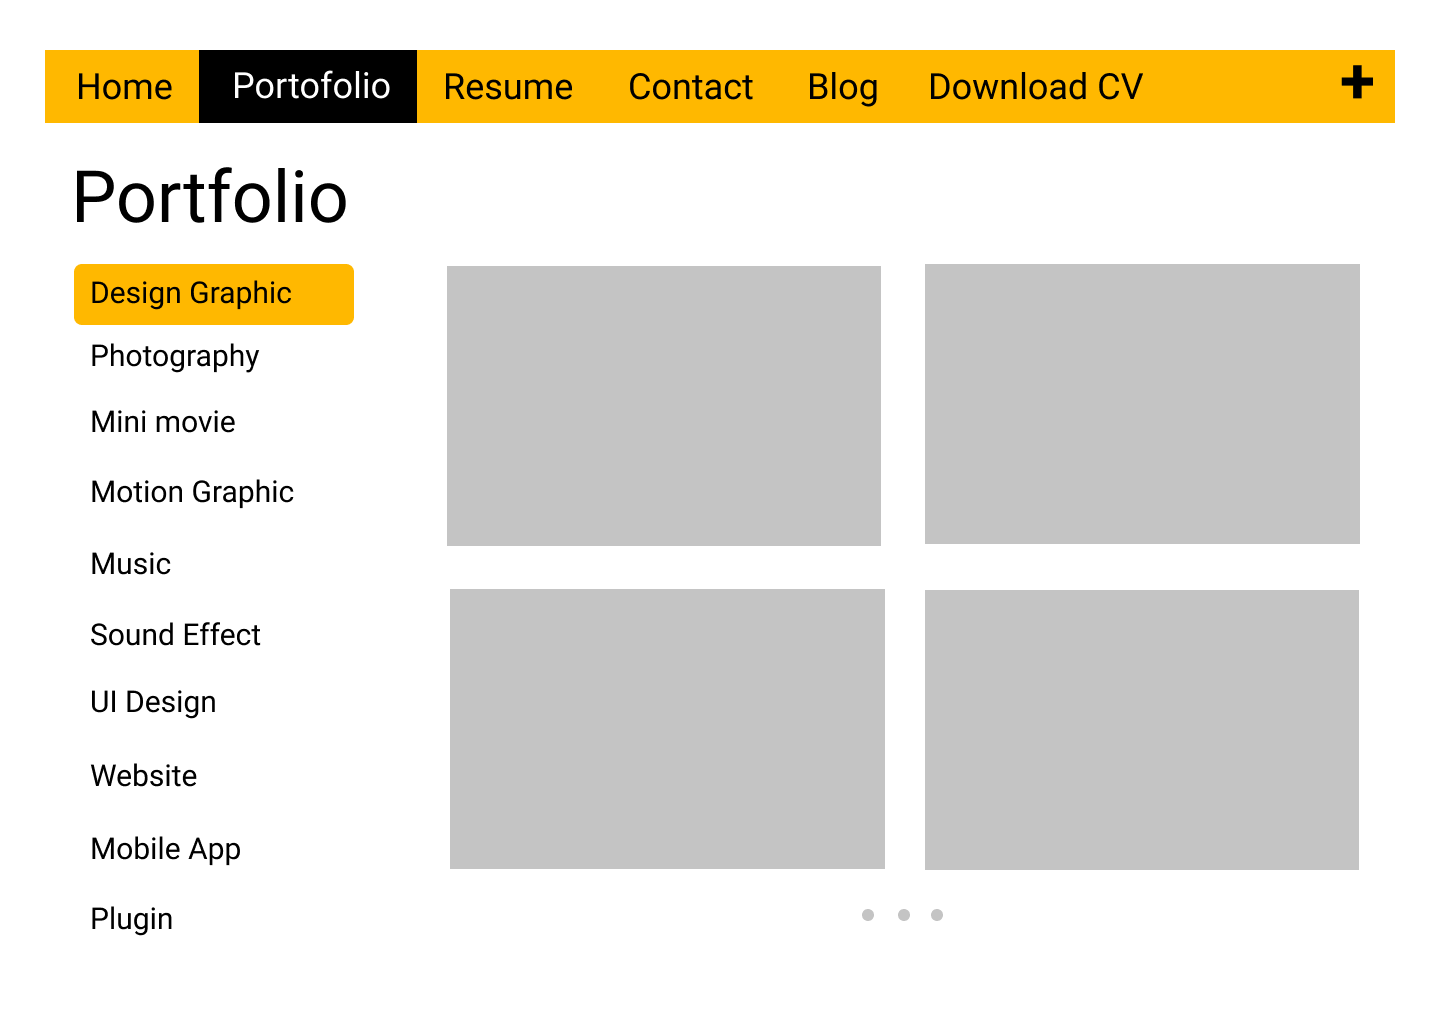 Home Portofolio Resume Contact Blog Download CV
Portfolio
Design Graphic
Photography
Mini movie
Motion Graphic
Music
Sound Effect
UI Design
Website
Mobile App
Plugin